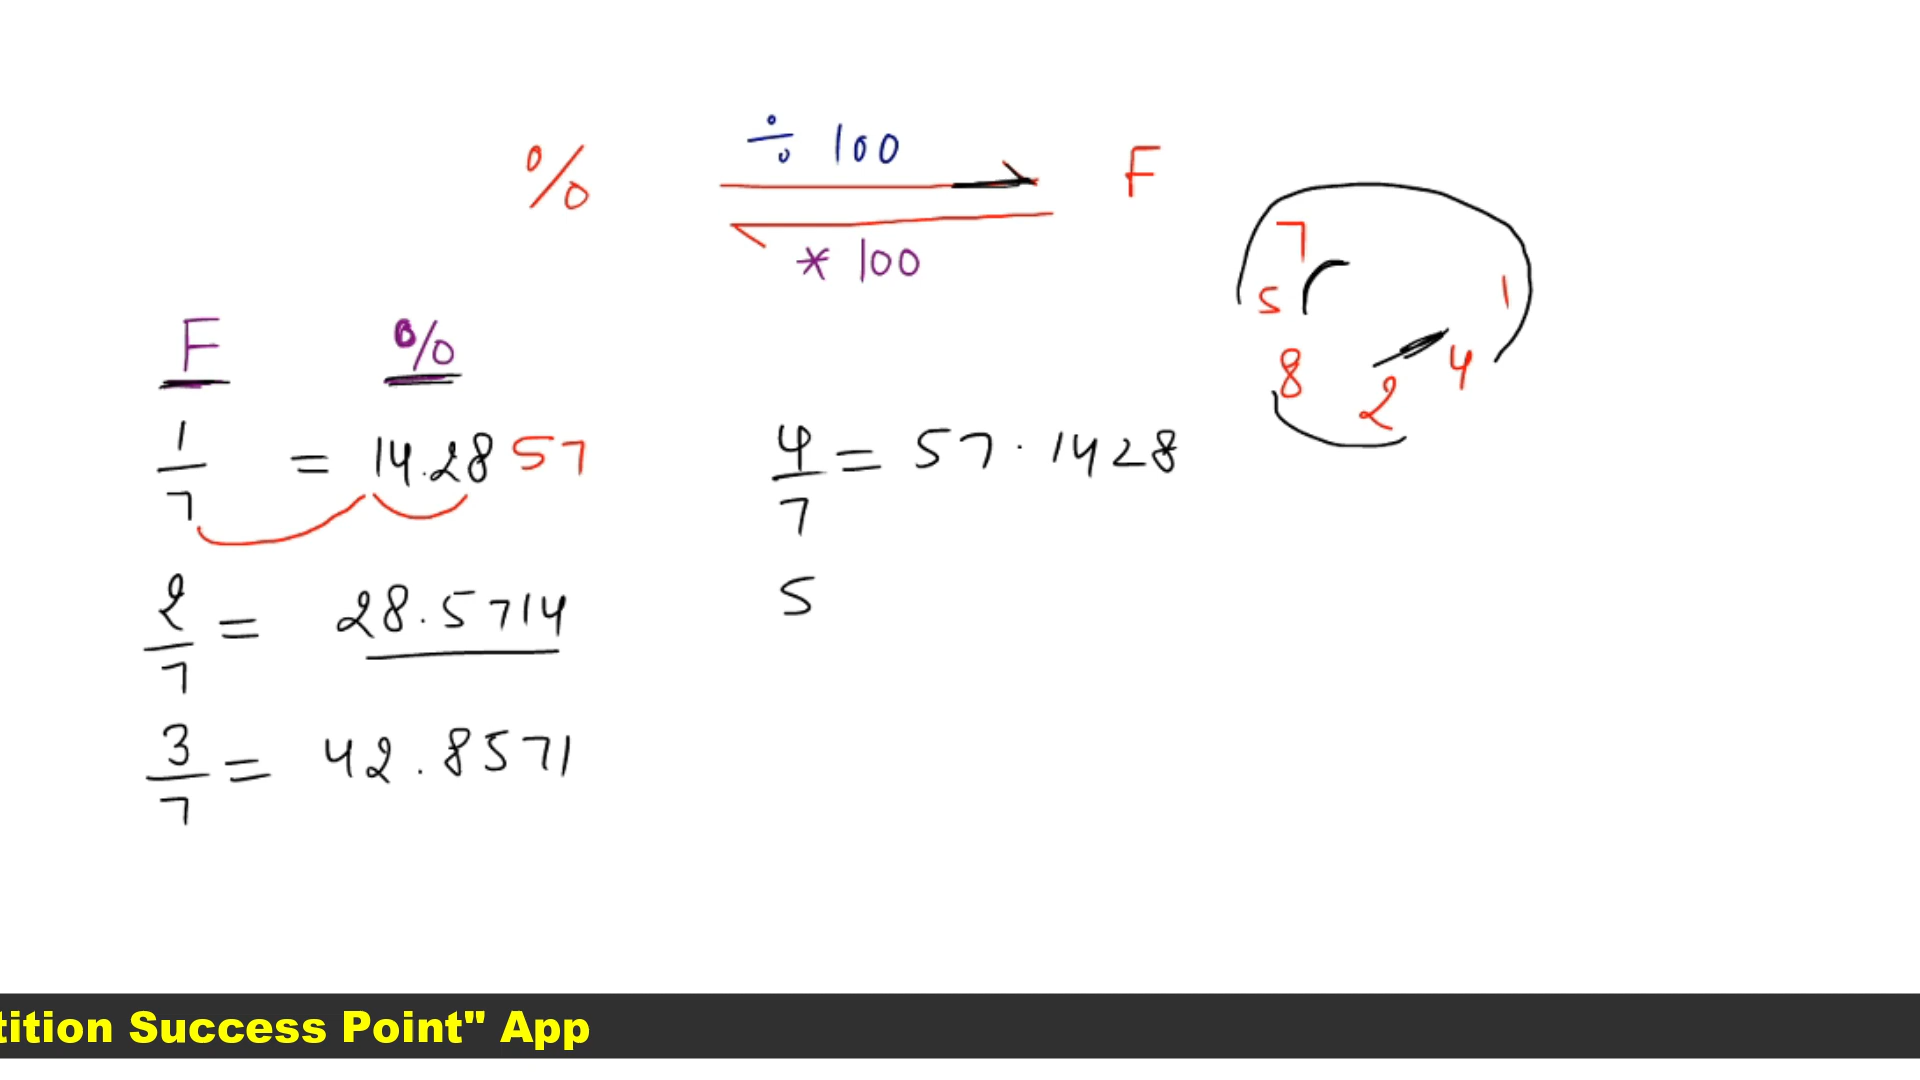 ÷ 100
% F
* 100
7
5 1
8 2 4
F %
1/7 = 14.2857
2/7 = 28.5714
3/7 = 42.8571
4/7 = 57.1428
5
tition Success Point" App